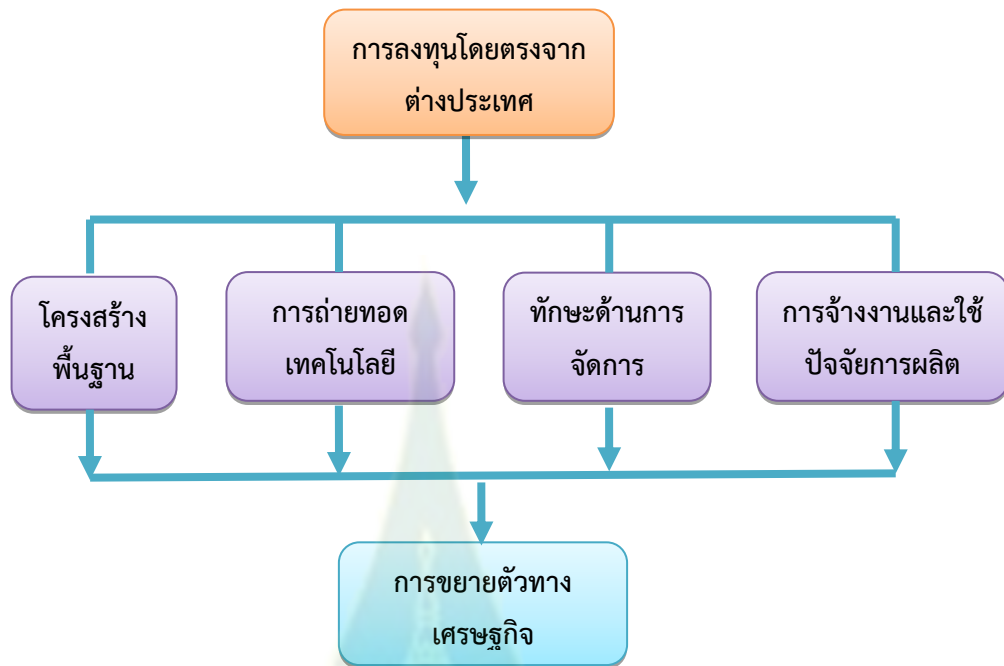 การลงทุนโดยตรงจาก
ต่างประเทศ
โครงสร้าง
พื้นฐาน
การถ่ายทอด
เทคโนโลยี
ทักษะด้านการ
จัดการ
การจ้างงานและใช้
ปัจจัยการผลิต
การขยายตัวทาง
เศรษฐกิจ